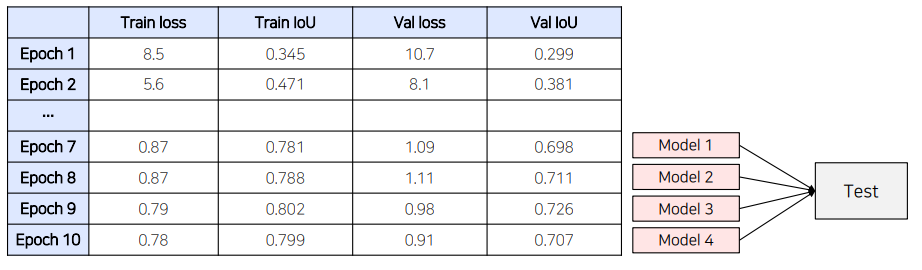 Train loss Train IoU Val loss Val IoU
Epoch 1 8.5 0.345 10.7 0.299
Epoch 2 5.6 0.471 8.1 0.381
...
Epoch 7 0.87 0.781 1.09 0.698
Epoch 8 0.87 0.788 1.11 0.711
Epoch 9 0.79 0.802 0.98 0.726
Epoch 10 0.78 0.799 0.91 0.707
Model 1
Model 2
Model 3
Model 4
Test